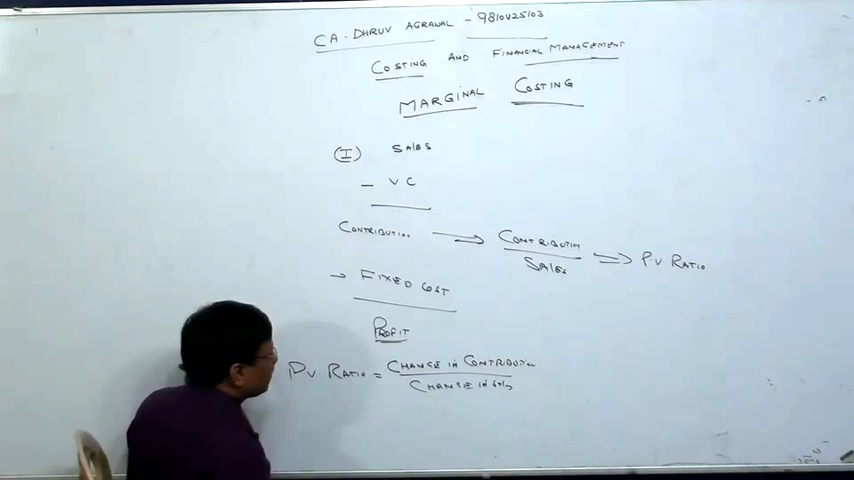 CA. DHRUV AGRAWAL - 9810425103
COSTING AND FINANCIAL MANAGEMENT
MARGINAL COSTING
(I) SALES
- VC
CONTRIBUTION ⇒ CONTRIBUTION / SALES ⇒ P.V RATIO
→ FIXED COST
PROFIT
PV RATIO = CHANGE IN CONTRIBUTION
CHANGE IN Sales